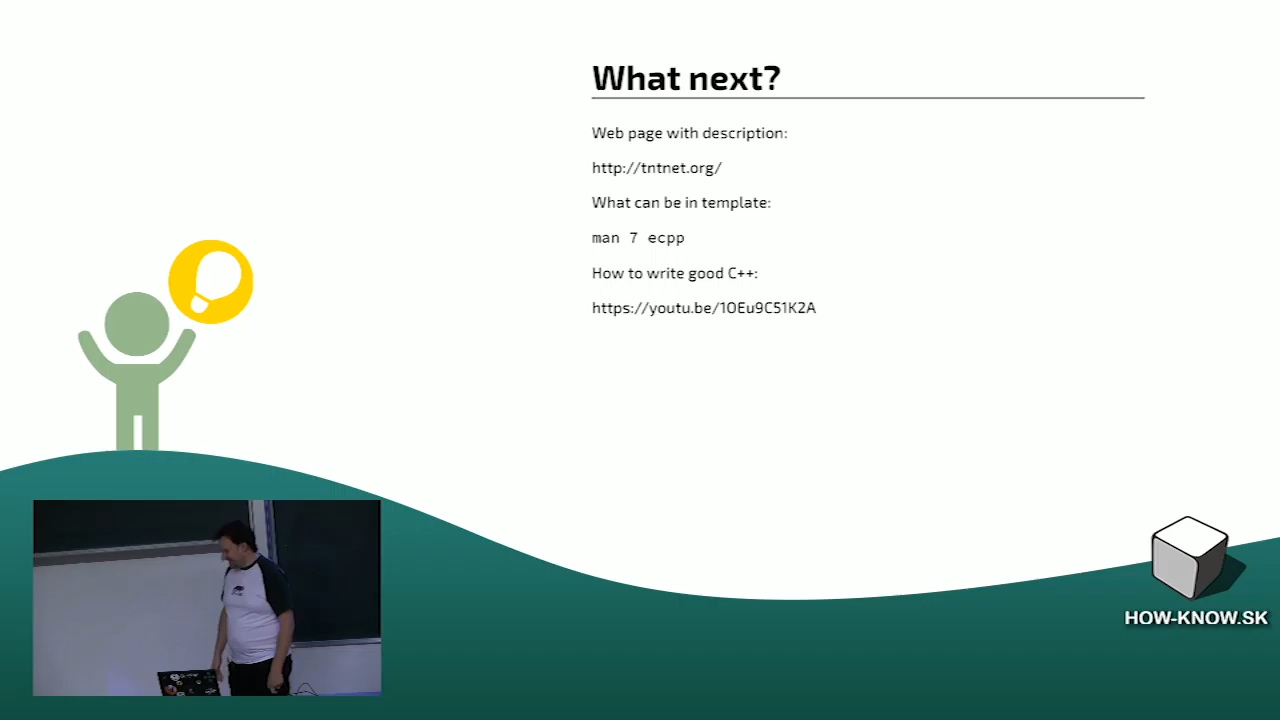 What next?
Web page with description:
http://tntnet.org/
What can be in template:
man 7 ecpp
How to write good C++:
https://youtu.be/1OEu9C51K2A
HOW-KNOW.SK